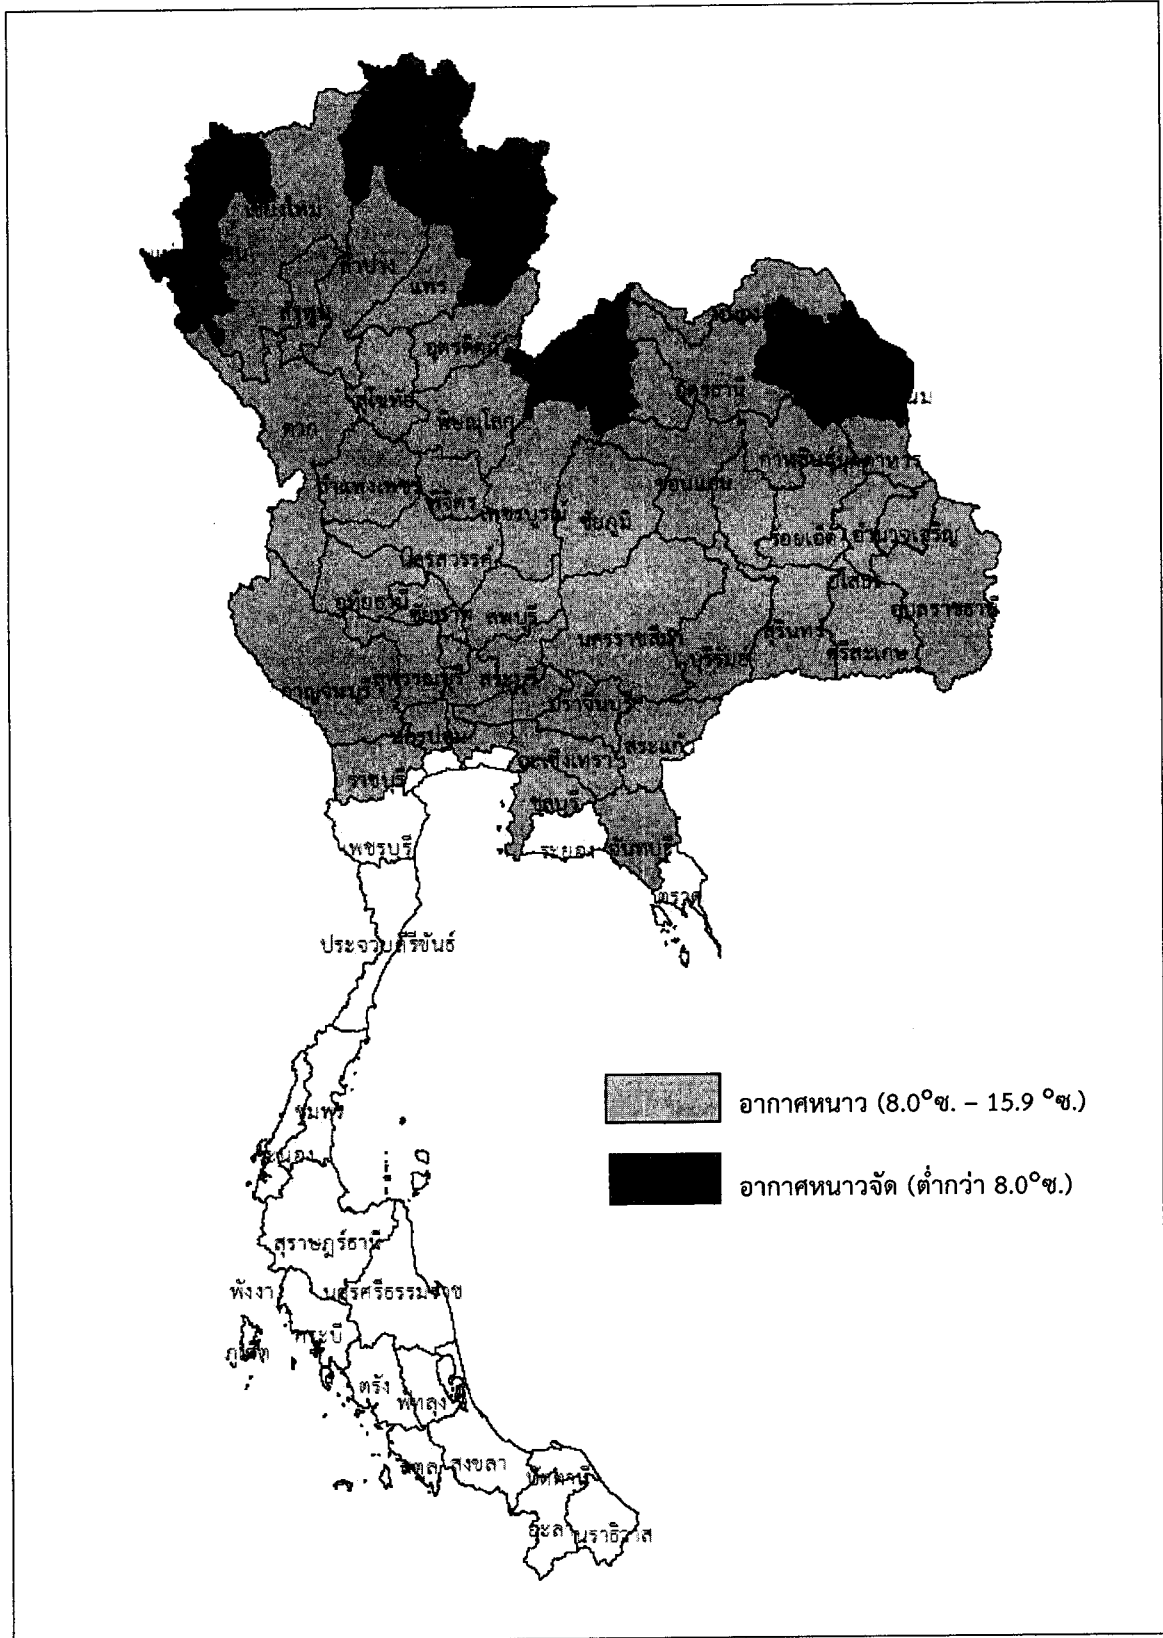 เชียงใหม่
ลำปาง
แพร่
ลำพูน
อุตรดิตถ์
อุดรธานี
นม
สุโขทัย
ตาก
พิษณุโลก
กาฬสินธุ์
มุกดาหาร
ขอนแก่น
กำแพงเพชร
พิจิตร
เพชรบูรณ์
ชัยภูมิ
ร้อยเอ็ด
อำนาจเจริญ
นครสวรรค์
ยโสธร
อุทัยธานี
ชัยนาท
ลพบุรี
อุบลราชธานี
นครราชสีมา
สุรินทร์
บุรีรัมย์
ศรีสะเกษ
สุพรรณบุรี
สระบุรี
กาญจนบุรี
ปราจีนบุรี
นครปฐม
สระแก้ว
ฉะเชิงเทรา
ราชบุรี
ชลบุรี
เพชรบุรี
ระยอง
จันทบุรี
ตราด
ประจวบคีรีขันธ์
อากาศหนาว (8.0°ซ. – 15.9 °ซ.)
ชุมพร
ระนอง
อากาศหนาวจัด (ต่ำกว่า 8.0°ซ.)
สุราษฎร์ธานี
พังงา
นครศรีธรรมราช
กระบี่
ภูเก็ต
ตรัง
พัทลุง
สตูล
สงขลา
ปัตตานี
ยะลา
นราธิวาส